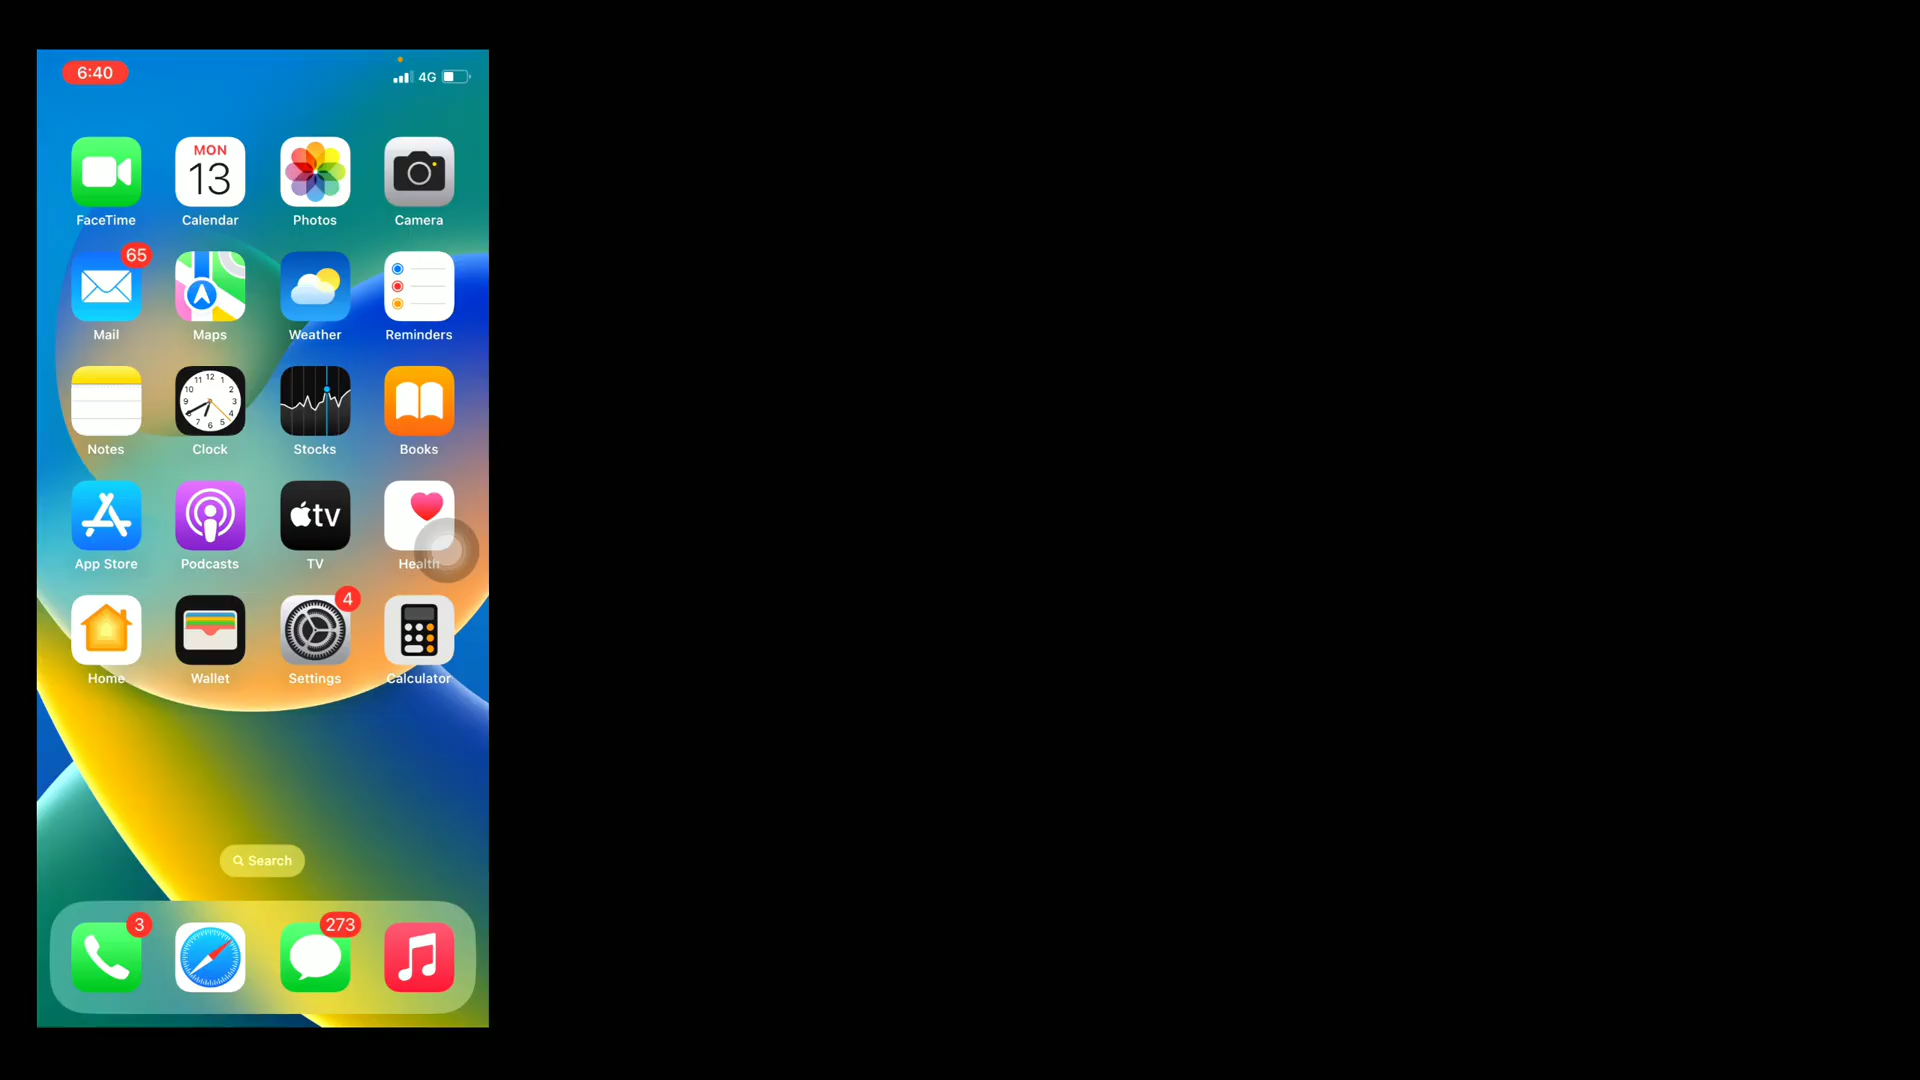 6:40
4G
MON
13
FaceTime Calendar Photos Camera
65
Mail Maps Weather Reminders
Notes Clock Stocks Books
tv
App Store Podcasts TV Health
4
Home Wallet Settings Calculator
Search
3
273